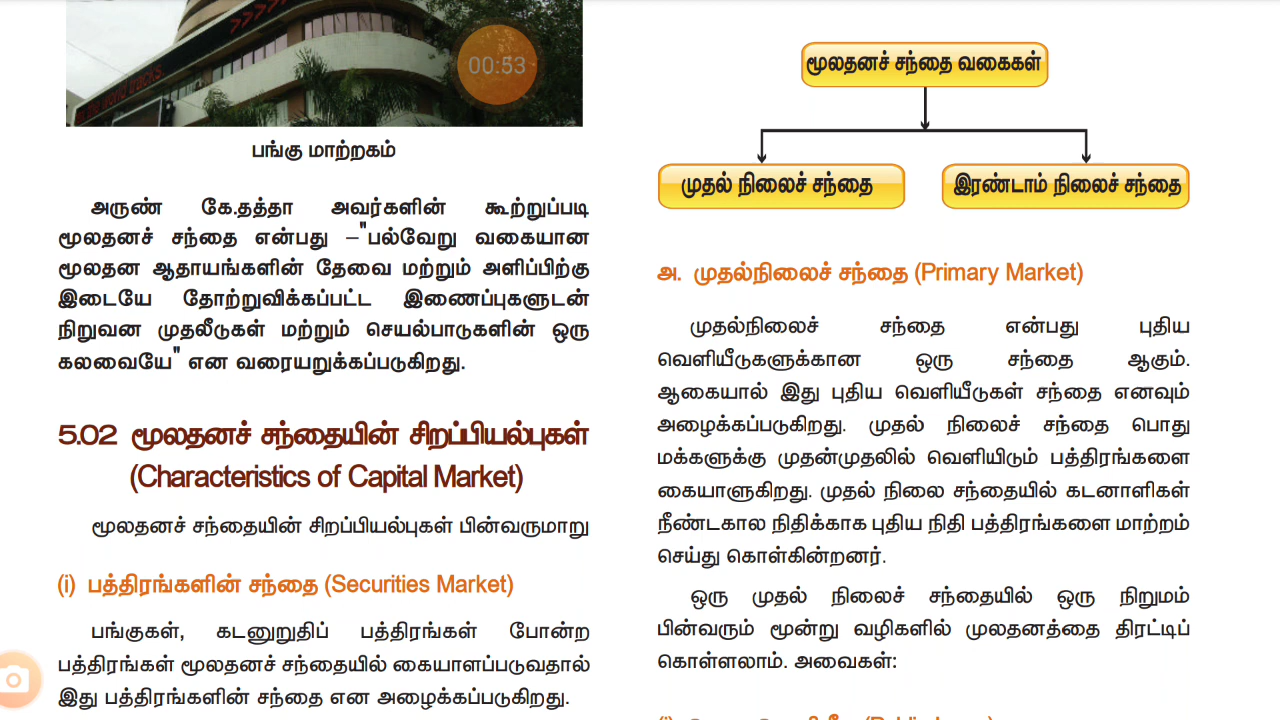 00:53
பங்கு மாற்றகம்
அருண் கே.தத்தா அவர்களின் கூற்றுப்படி
மூலதனச் சந்தை என்பது –"பல்வேறு வகையான
மூலதன ஆதாயங்களின் தேவை மற்றும் அளிப்பிற்கு
இடையே தோற்றுவிக்கப்பட்ட இணைப்புகளுடன்
நிறுவன முதலீடுகள் மற்றும் செயல்பாடுகளின் ஒரு
கலவையே" என வரையறுக்கப்படுகிறது.
5.02 மூலதனச் சந்தையின் சிறப்பியல்புகள்
(Characteristics of Capital Market)
மூலதனச் சந்தையின் சிறப்பியல்புகள் பின்வருமாறு
(i) பத்திரங்களின் சந்தை (Securities Market)
பங்குகள், கடனுறுதிப் பத்திரங்கள் போன்ற
பத்திரங்கள் மூலதனச் சந்தையில் கையாளப்படுவதால்
இது பத்திரங்களின் சந்தை என அழைக்கப்படுகிறது.
மூலதனச் சந்தை வகைகள்
முதல் நிலைச் சந்தை
இரண்டாம் நிலைச் சந்தை
அ. முதல்நிலைச் சந்தை (Primary Market)
முதல்நிலைச் சந்தை என்பது புதிய
வெளியீடுகளுக்கான ஒரு சந்தை ஆகும்.
ஆகையால் இது புதிய வெளியீடுகள் சந்தை எனவும்
அழைக்கப்படுகிறது. முதல் நிலைச் சந்தை பொது
மக்களுக்கு முதன்முதலில் வெளியிடும் பத்திரங்களை
கையாளுகிறது. முதல் நிலை சந்தையில் கடனாளிகள்
நீண்டகால நிதிக்காக புதிய நிதி பத்திரங்களை மாற்றம்
செய்து கொள்கின்றனர்.
ஒரு முதல் நிலைச் சந்தையில் ஒரு நிறுமம்
பின்வரும் மூன்று வழிகளில் முலதனத்தை திரட்டிப்
கொள்ளலாம். அவைகள்: